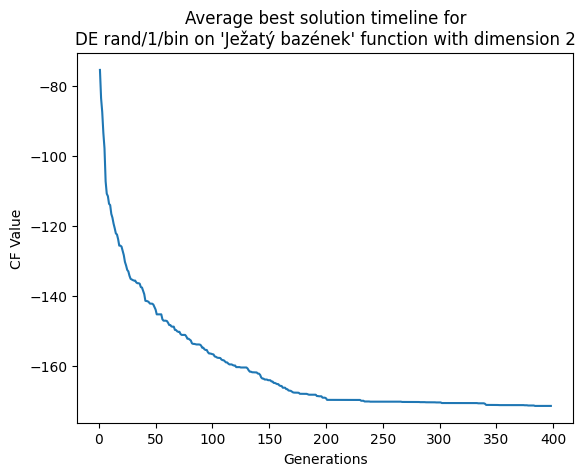 Average best solution timeline for
DE rand/1/bin on 'Ježatý bazének' function with dimension 2
CF Value
−80
−100
−120
−140
−160
0 50 100 150 200 250 300 350 400
Generations